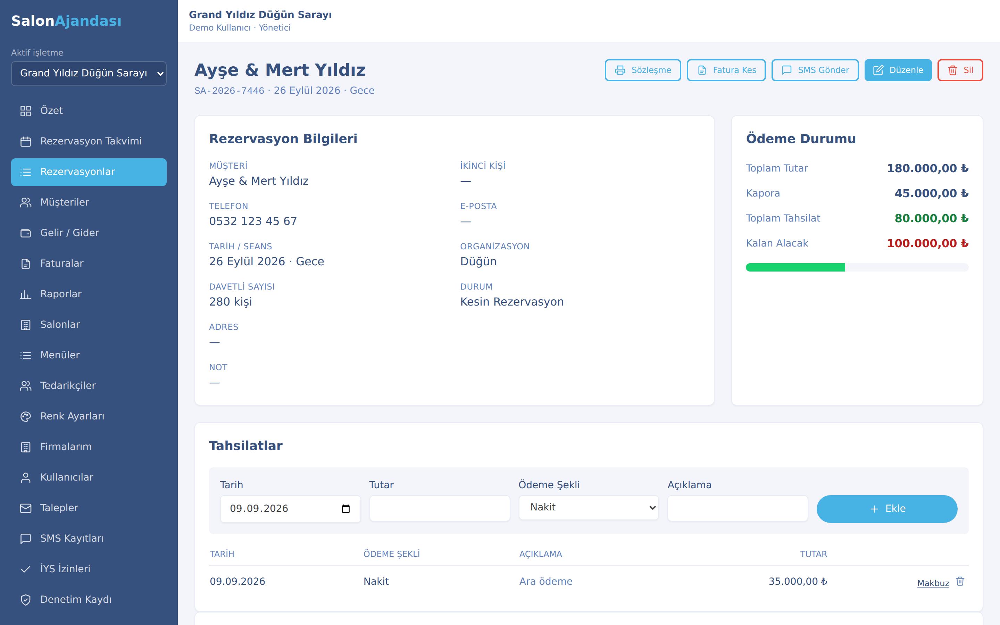 SalonAjandası
Aktif işletme
Grand Yıldız Düğün Sarayı
Özet
Rezervasyon Takvimi
Rezervasyonlar
Müşteriler
Gelir / Gider
Faturalar
Raporlar
Salonlar
Menüler
Tedarikçiler
Renk Ayarları
Firmalarım
Kullanıcılar
Talepler
SMS Kayıtları
İYS İzinleri
Denetim Kaydı
Grand Yıldız Düğün Sarayı
Demo Kullanıcı · Yönetici
Ayşe & Mert Yıldız
SA-2026-7446 · 26 Eylül 2026 · Gece
Sözleşme
Fatura Kes
SMS Gönder
Düzenle
Sil
Rezervasyon Bilgileri
MÜŞTERİ
Ayşe & Mert Yıldız
İKİNCİ KİŞİ
—
TELEFON
0532 123 45 67
E-POSTA
—
TARİH / SEANS
26 Eylül 2026 · Gece
ORGANİZASYON
Düğün
DAVETLİ SAYISI
280 kişi
DURUM
Kesin Rezervasyon
ADRES
—
NOT
—
Ödeme Durumu
Toplam Tutar 180.000,00 ₺
Kapora 45.000,00 ₺
Toplam Tahsilat 80.000,00 ₺
Kalan Alacak 100.000,00 ₺
Tahsilatlar
Tarih Tutar Ödeme Şekli Açıklama
09.09.2026 Nakit + Ekle
TARİH ÖDEME ŞEKLİ AÇIKLAMA TUTAR
09.09.2026 Nakit Ara ödeme 35.000,00 ₺ Makbuz